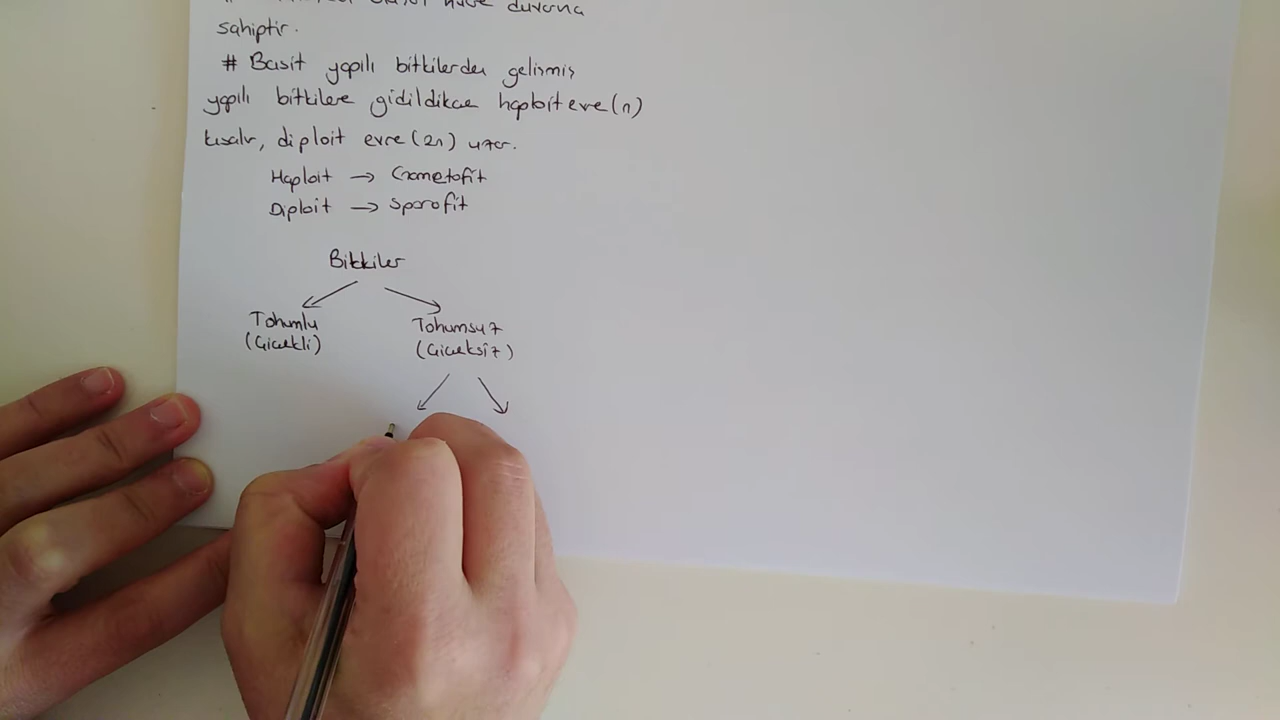 duvarına
sahiptir.
# Basit yapılı bitkilerden gelişmiş
yapılı bitkilere gidildikçe haploit evre (n)
kısalır, diploit evre (2n) uzar.
Haploit → Gametofit
Diploit → Sporofit
Bitkiler
Tohumlu Tohumsuz
(Çiçekli) (Çiçeksiz)